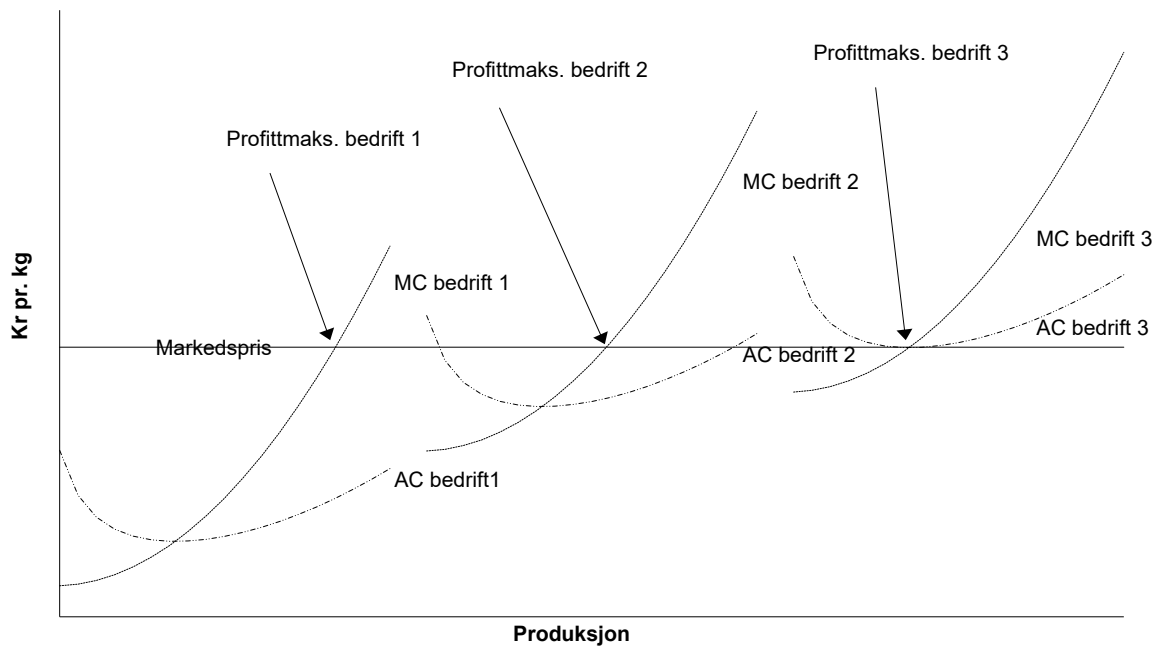 Profittmaks. bedrift 3
Profittmaks. bedrift 2
Profittmaks. bedrift 1
MC bedrift 2
MC bedrift 3
MC bedrift 1
AC bedrift 3
Markedspris
AC bedrift 2
AC bedrift1
Kr pr. kg
Produksjon